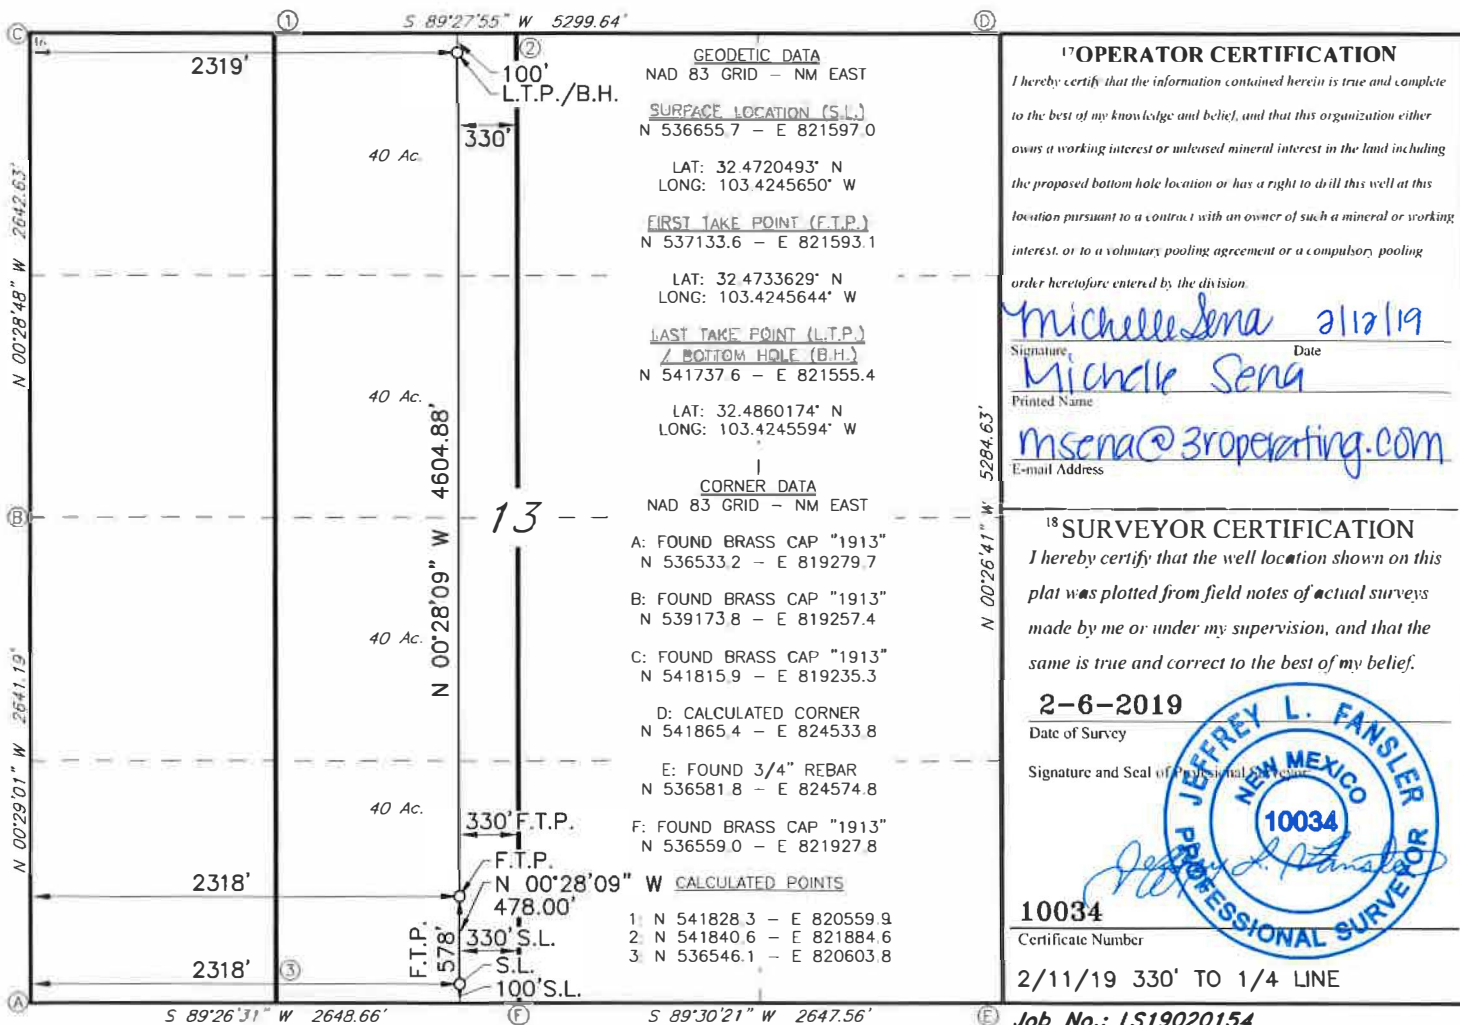 C
1
S 89°27'55" W 5299.64'
D
2319'
2
100'
L.T.P./B.H.
330'
40 Ac.
N 00°28'48" W 2642.63'
40 Ac.
B
N 00°28'09" W 4604.88'
13
40 Ac.
N 00°29'01" W 2641.19'
40 Ac.
330' F.T.P.
F.T.P.
2318'
N 00°28'09" W
478.00'
F.T.P.
578'
330' S.L.
2318'
3
S.L.
100' S.L.
A
S 89°26'31" W 2648.66'
F
S 89°30'21" W 2647.56'
E
N 00°26'41" W 5284.63'
GEODETIC DATA
NAD 83 GRID - NM EAST
SURFACE LOCATION (S.L.)
N 536655.7 - E 821597.0
LAT: 32.4720493° N
LONG: 103.4245650° W
FIRST TAKE POINT (F.T.P.)
N 537133.6 - E 821593.1
LAT: 32.4733629° N
LONG: 103.4245644° W
LAST TAKE POINT (L.T.P.)
/ BOTTOM HOLE (B.H.)
N 541737.6 - E 821555.4
LAT: 32.4860174° N
LONG: 103.4245594° W
CORNER DATA
NAD 83 GRID - NM EAST
A: FOUND BRASS CAP "1913"
N 536533.2 - E 819279.7
B: FOUND BRASS CAP "1913"
N 539173.8 - E 819257.4
C: FOUND BRASS CAP "1913"
N 541815.9 - E 819235.3
D: CALCULATED CORNER
N 541865.4 - E 824533.8
E: FOUND 3/4" REBAR
N 536581.8 - E 824574.8
F: FOUND BRASS CAP "1913"
N 536559.0 - E 821927.8
CALCULATED POINTS
1: N 541828.3 - E 820559.9
2: N 541840.6 - E 821884.6
3: N 536546.1 - E 820603.8
17 OPERATOR CERTIFICATION
I hereby certify that the information contained herein is true and complete
to the best of my knowledge and belief, and that this organization either
owns a working interest or unleased mineral interest in the land including
the proposed bottom hole location or has a right to drill this well at this
location pursuant to a contract with an owner of such a mineral or working
interest, or to a voluntary pooling agreement or a compulsory pooling
order heretofore entered by the division.
Michelle Sena 2/12/19
Signature Date
Michelle Sena
Printed Name
msena@3roperating.com
E-mail Address
18 SURVEYOR CERTIFICATION
I hereby certify that the well location shown on this
plat was plotted from field notes of actual surveys
made by me or under my supervision, and that the
same is true and correct to the best of my belief.
2-6-2019
Date of Survey
Signature and Seal of Professional Surveyor:
JEFFREY L. FANSLER
NEW MEXICO
10034
PROFESSIONAL SURVEYOR
Jeffrey L. Fansler
10034
Certificate Number
2/11/19 330' TO 1/4 LINE
Job No.: LS19020154